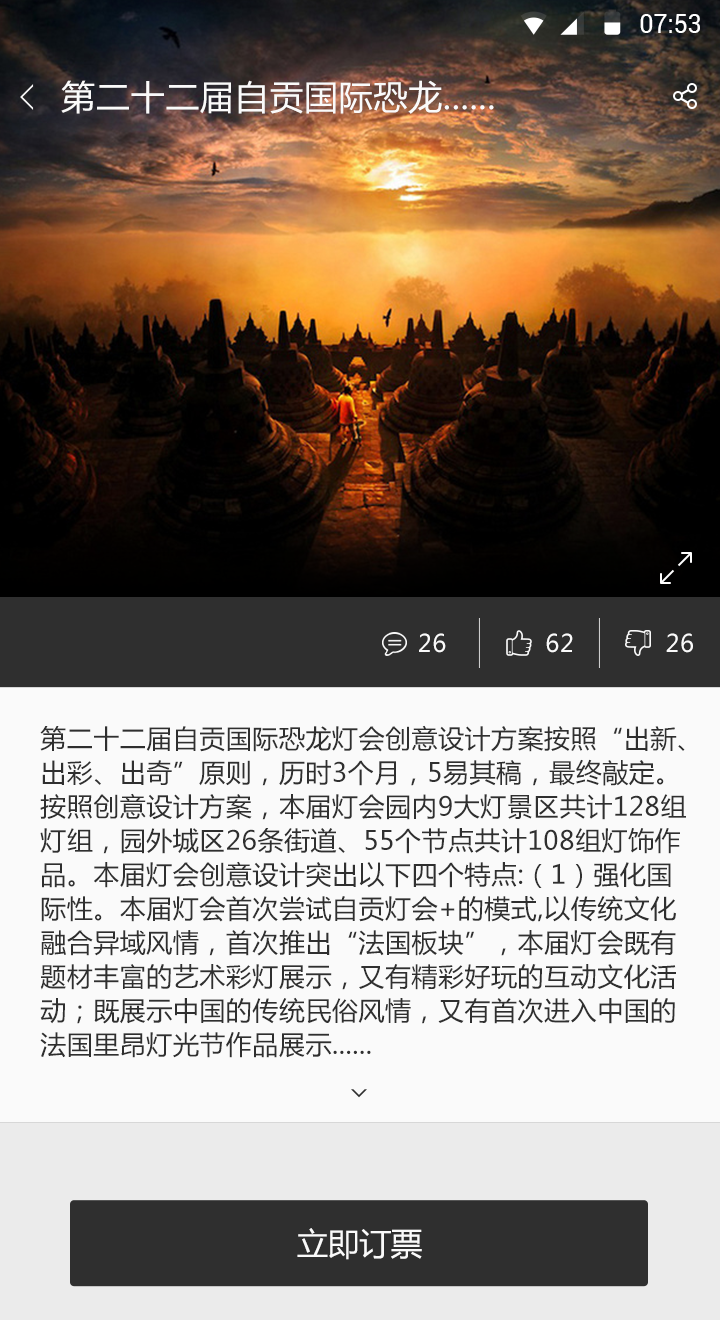 07:53
第二十二届自贡国际恐龙......
26
62
26
第二十二届自贡国际恐龙灯会创意设计方案按照“出新、
出彩、出奇”原则，历时3个月，5易其稿，最终敲定。
按照创意设计方案，本届灯会园内9大灯景区共计128组
灯组，园外城区26条街道、55个节点共计108组灯饰作
品。本届灯会创意设计突出以下四个特点:（1）强化国
际性。本届灯会首次尝试自贡灯会+的模式,以传统文化
融合异域风情，首次推出“法国板块”，本届灯会既有
题材丰富的艺术彩灯展示，又有精彩好玩的互动文化活
动；既展示中国的传统民俗风情，又有首次进入中国的
法国里昂灯光节作品展示......
立即订票